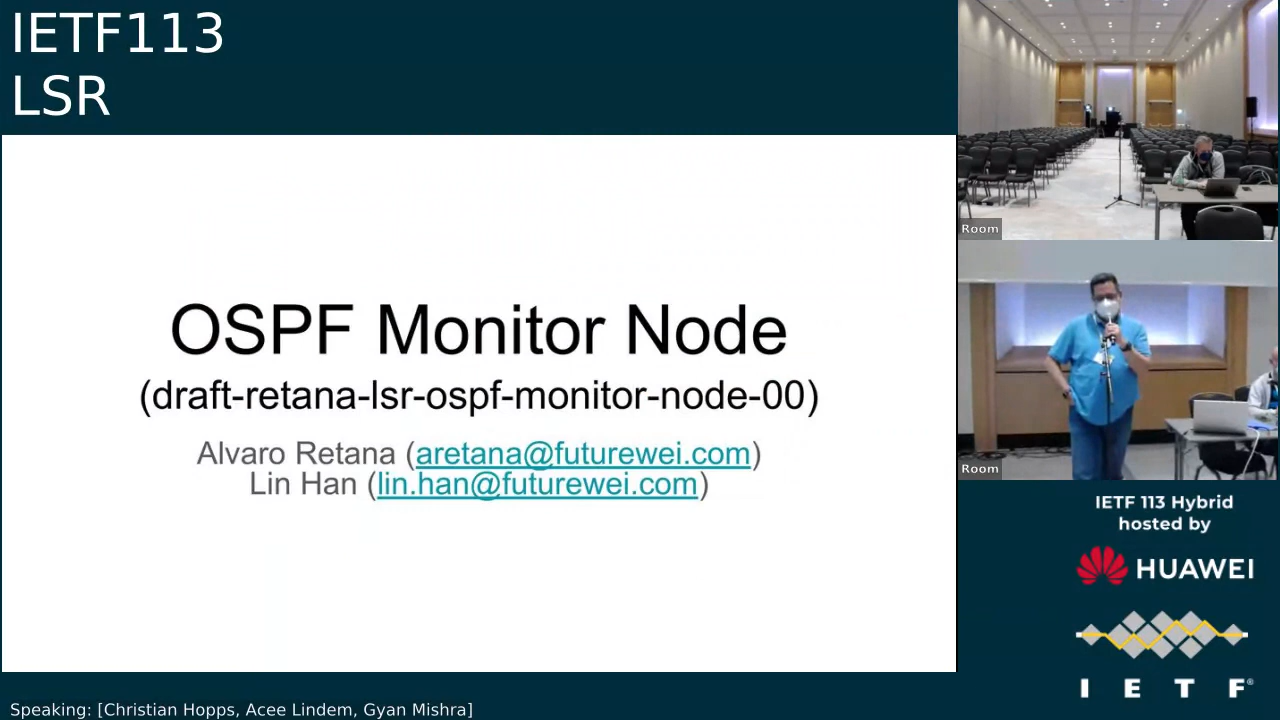 IETF113
LSR
OSPF Monitor Node
(draft-retana-lsr-ospf-monitor-node-00)
Alvaro Retana (aretana@futurewei.com)
Lin Han (lin.han@futurewei.com)
Room
Room
IETF 113 Hybrid
hosted by
HUAWEI
I E T F®
Speaking: [Christian Hopps, Acee Lindem, Gyan Mishra]